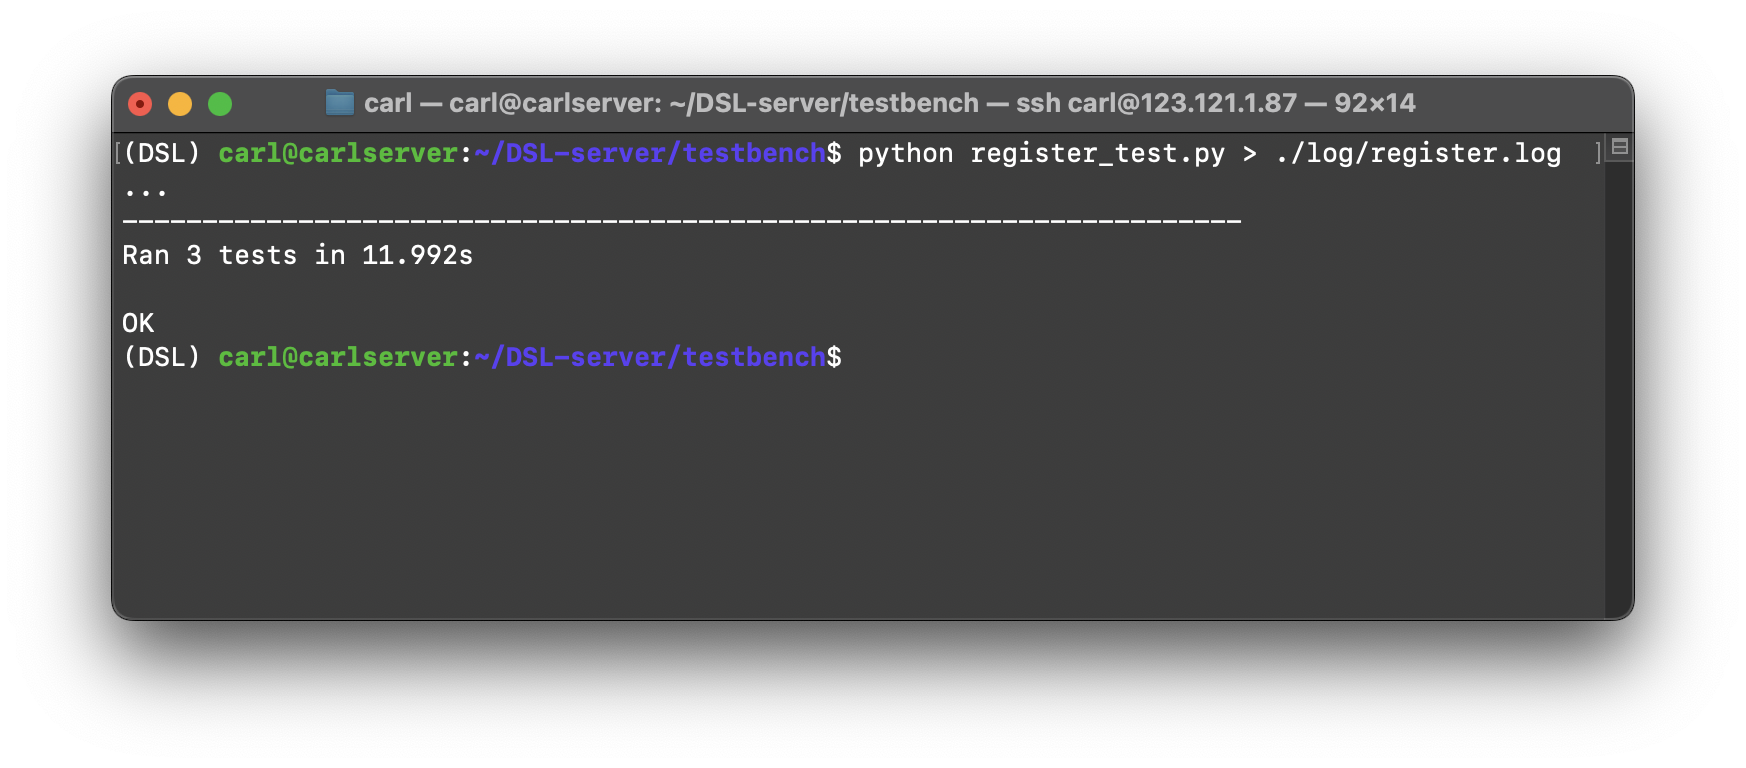 carl — carl@carlserver: ~/DSL-server/testbench — ssh carl@123.121.1.87 — 92×14
[(DSL) carl@carlserver:~/DSL-server/testbench$ python register_test.py > ./log/register.log ]
...
----------------------------------------------------------------------
Ran 3 tests in 11.992s
OK
(DSL) carl@carlserver:~/DSL-server/testbench$